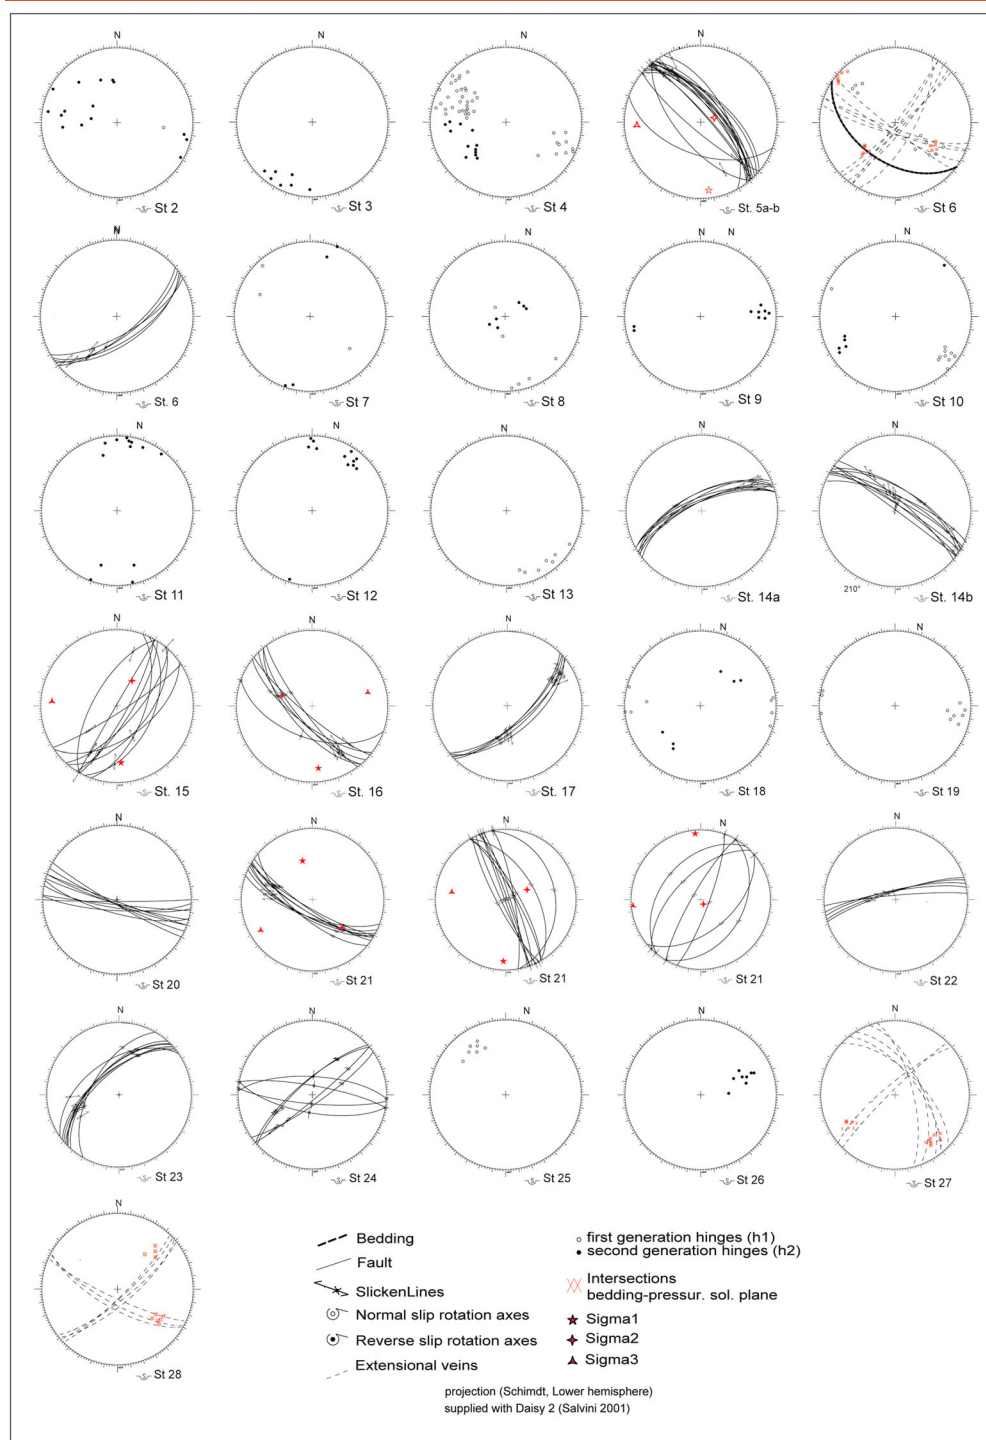 N N N N N
St 2 St 3 St 4 St. 5a-b St 6
N N N N N N
St. 6 St 7 St 8 St 9 St 10
N N N N N
St 11 St 12 St 13 St. 14a 210° St. 14b
N N N N N
St. 15 St. 16 St. 17 St 18 St 19
N N N N N
St 20 St 21 St 21 St 21 St 22
N N N N N
St 23 St 24 St 25 St 26 St 27
N
St 28
Bedding
Fault
SlickenLines
Normal slip rotation axes
Reverse slip rotation axes
Extensional veins
first generation hinges (h1)
second generation hinges (h2)
Intersections
bedding-pressur. sol. plane
Sigma1
Sigma2
Sigma3
projection (Schimdt, Lower hemisphere)
supplied with Daisy 2 (Salvini 2001)